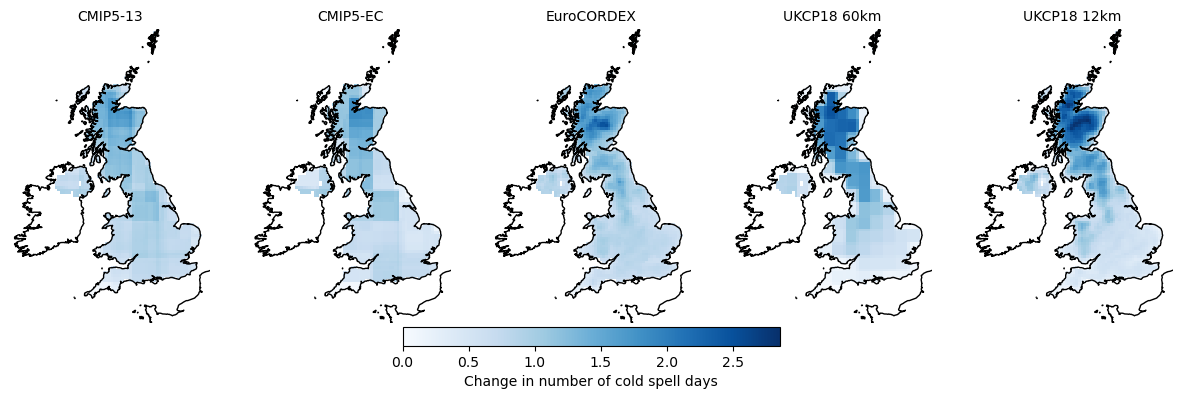 CMIP5-13 CMIP5-EC EuroCORDEX UKCP18 60km UKCP18 12km
0.0 0.5 1.0 1.5 2.0 2.5
Change in number of cold spell days